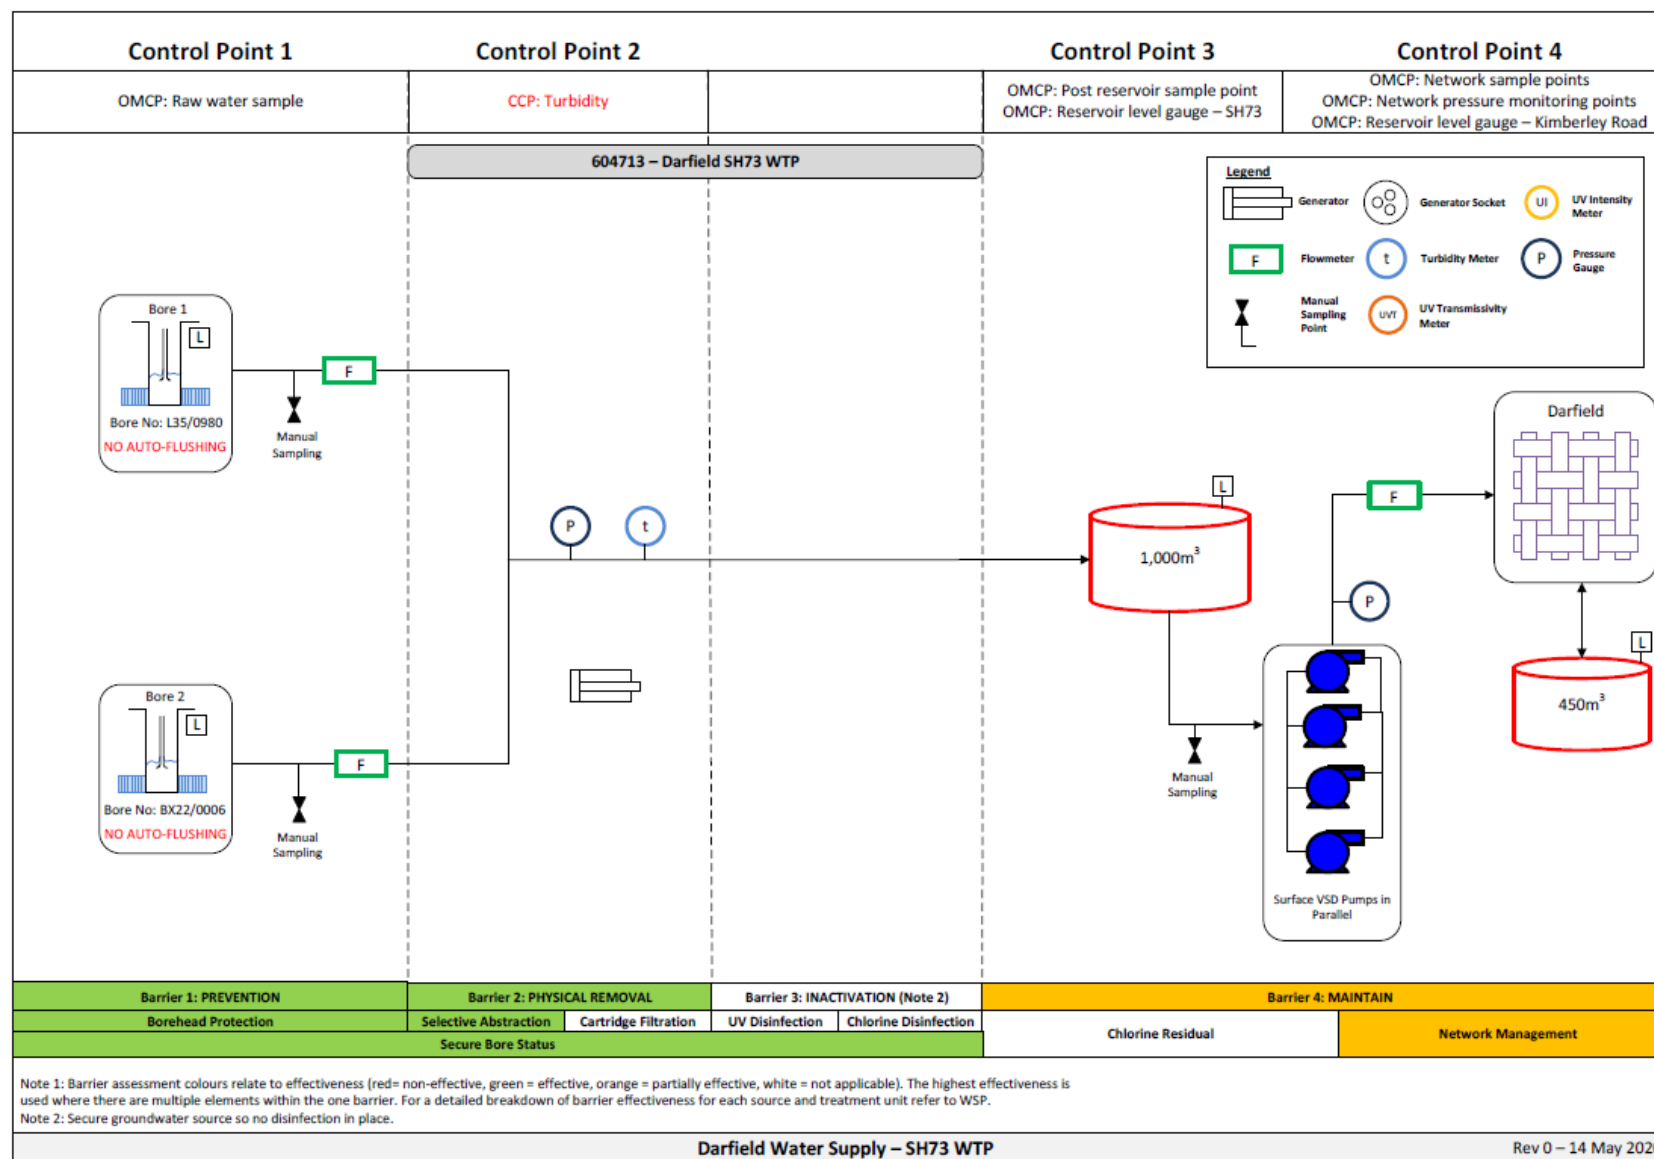 Control Point 1
Control Point 2
Control Point 3
Control Point 4
OMCP: Raw water sample
CCP: Turbidity
OMCP: Post reservoir sample point
OMCP: Reservoir level gauge – SH73
OMCP: Network sample points
OMCP: Network pressure monitoring points
OMCP: Reservoir level gauge – Kimberley Road
604713 – Darfield SH73 WTP
Legend
Generator
Generator Socket
UI
UV Intensity
Meter
F
Flowmeter
t
Turbidity Meter
P
Pressure
Gauge
Manual
Sampling
Point
UVT
UV Transmissivity
Meter
Bore 1
L
Bore No: L35/0980
NO AUTO-FLUSHING
F
Manual
Sampling
P
t
L
1,000m³
F
Darfield
P
L
450m³
Bore 2
L
Bore No: BX22/0006
NO AUTO-FLUSHING
F
Manual
Sampling
Manual
Sampling
Surface VSD Pumps in
Parallel
Barrier 1: PREVENTION
Barrier 2: PHYSICAL REMOVAL
Barrier 3: INACTIVATION (Note 2)
Barrier 4: MAINTAIN
Borehead Protection
Selective Abstraction
Cartridge Filtration
UV Disinfection
Chlorine Disinfection
Chlorine Residual
Network Management
Secure Bore Status
Note 1: Barrier assessment colours relate to effectiveness (red= non-effective, green = effective, orange = partially effective, white = not applicable). The highest effectiveness is
used where there are multiple elements within the one barrier. For a detailed breakdown of barrier effectiveness for each source and treatment unit refer to WSP.
Note 2: Secure groundwater source so no disinfection in place.
Darfield Water Supply – SH73 WTP
Rev 0 – 14 May